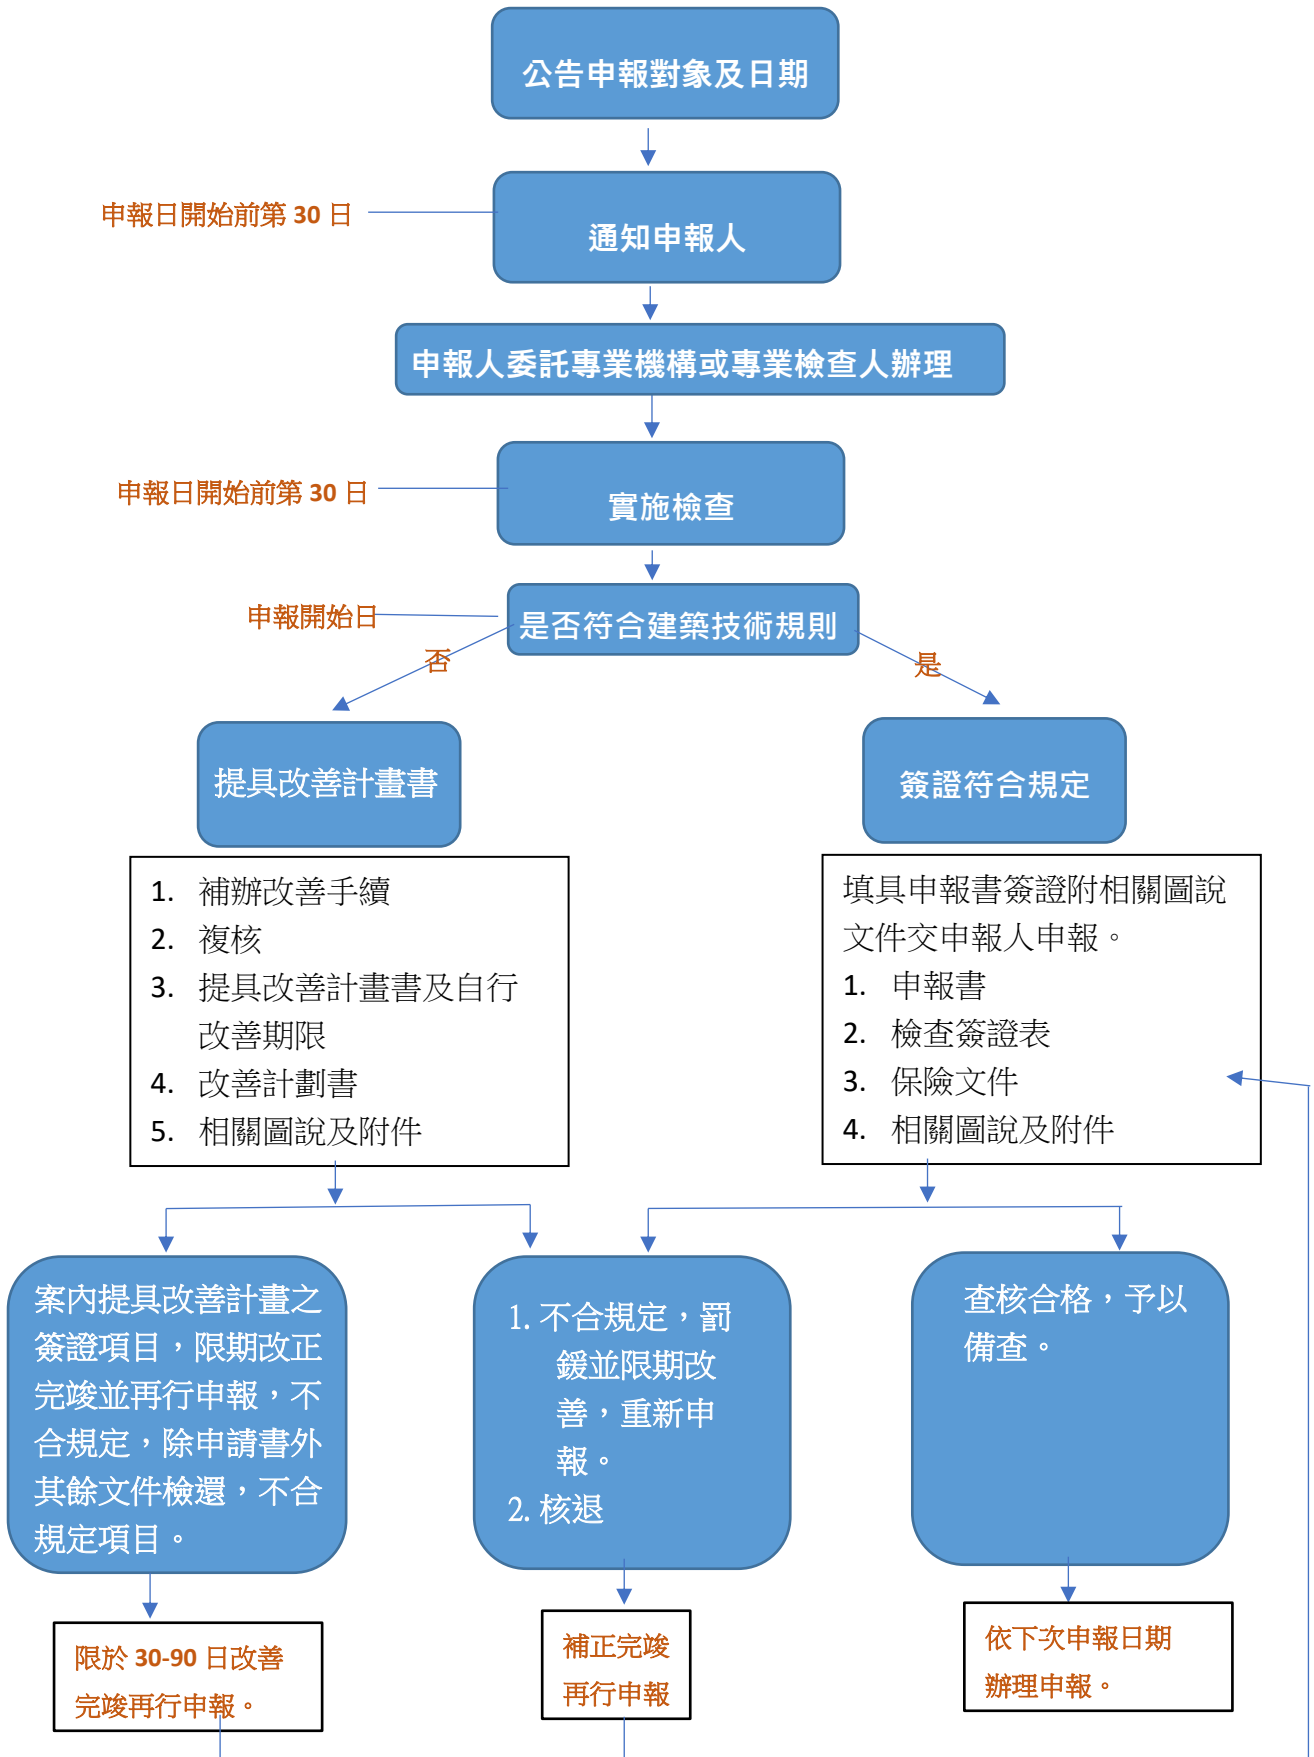 公告申報對象及日期
申報日開始前第 30 日
通知申報人
申報人委託專業機構或專業檢查人辦理
申報日開始前第 30 日
實施檢查
申報開始日
是否符合建築技術規則
否
是
提具改善計畫書
簽證符合規定
1. 補辦改善手續
2. 複核
3. 提具改善計畫書及自行
改善期限
4. 改善計劃書
5. 相關圖說及附件
填具申報書簽證附相關圖說
文件交申報人申報。
1. 申報書
2. 檢查簽證表
3. 保險文件
4. 相關圖說及附件
案內提具改善計畫之
簽證項目，限期改正
完竣並再行申報，不
合規定，除申請書外
其餘文件檢還，不合
規定項目。
1. 不合規定，罰
鍰並限期改
善，重新申
報。
2. 核退
查核合格，予以
備查。
限於 30-90 日改善
完竣再行申報。
補正完竣
再行申報
依下次申報日期
辦理申報。